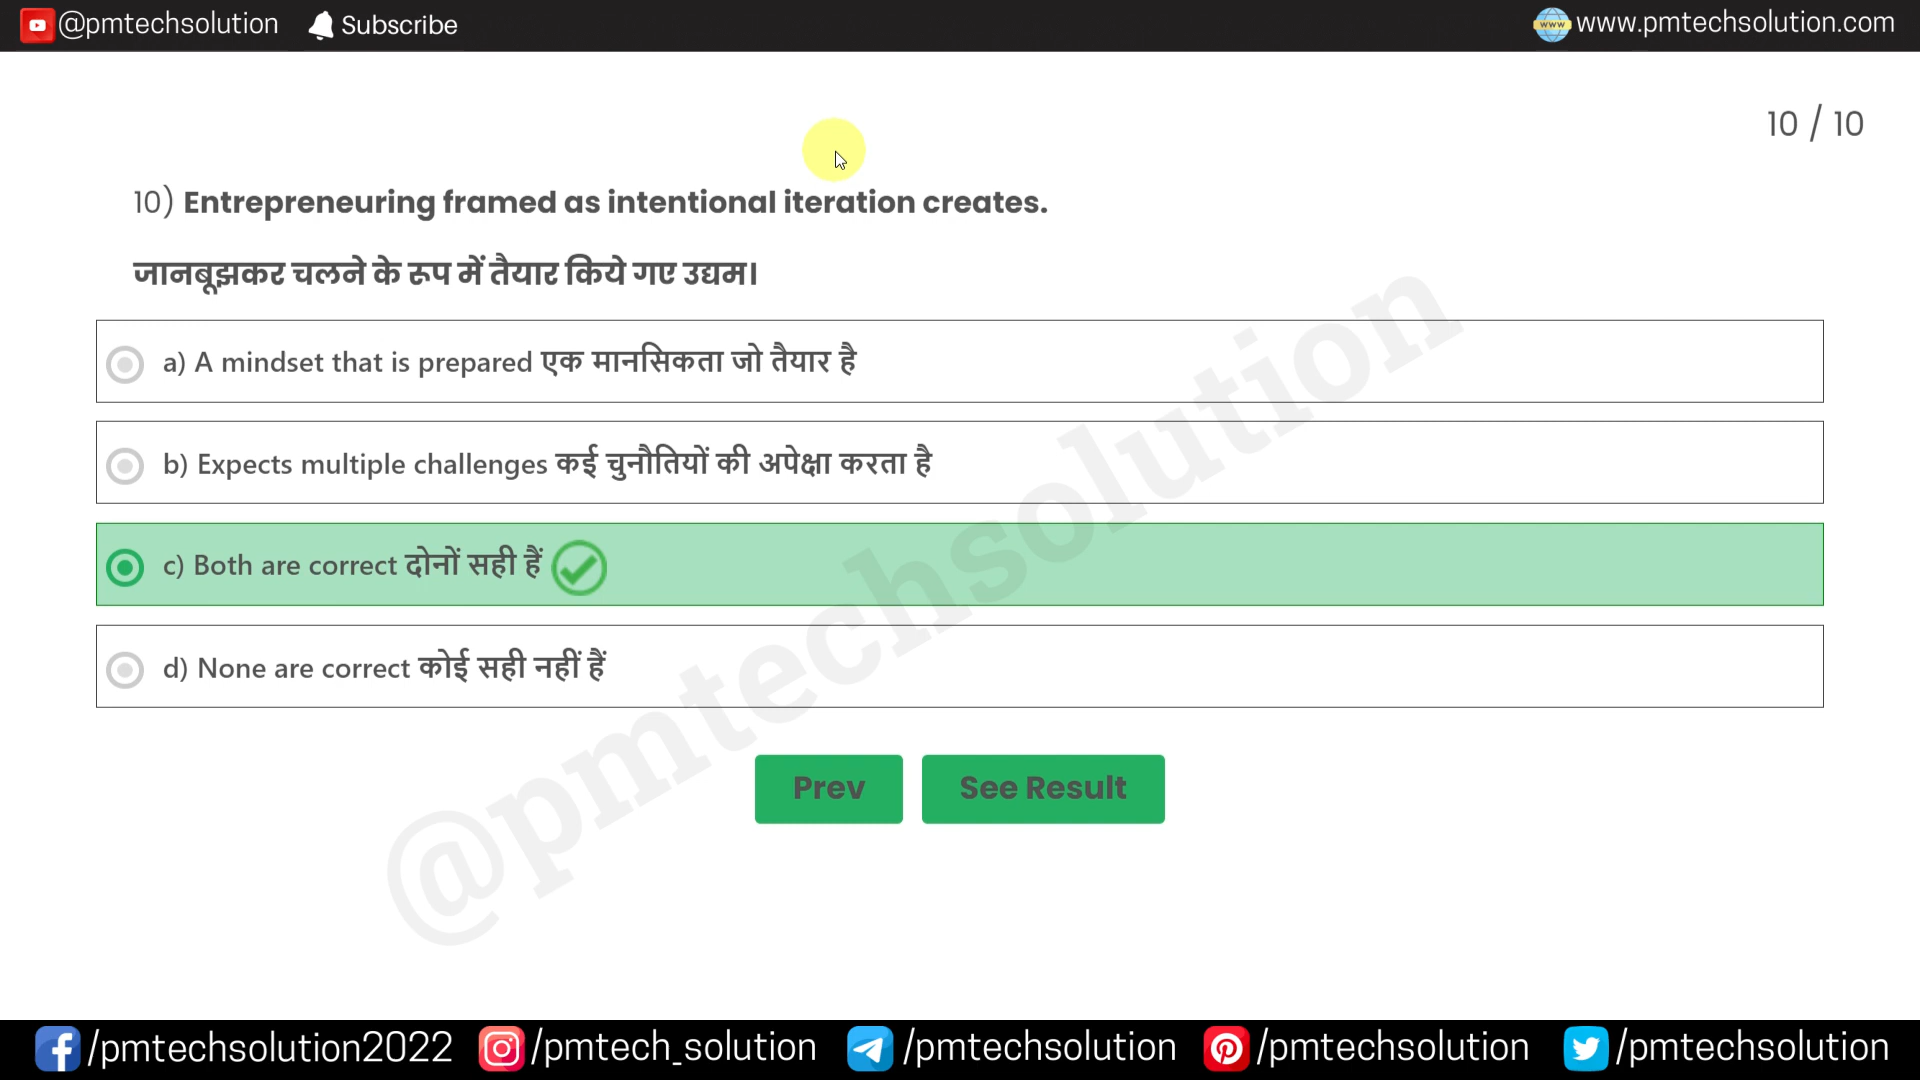 @pmtechsolution Subscribe www.pmtechsolution.com
10 / 10
10) Entrepreneuring framed as intentional iteration creates.
जानबूझकर चलने के रूप में तैयार किये गए उद्यम।
a) A mindset that is prepared एक मानसिकता जो तैयार है
b) Expects multiple challenges कई चुनौतियों की अपेक्षा करता है
c) Both are correct दोनों सही हैं
d) None are correct कोई सही नहीं हैं
@pmtechsolution
Prev See Result
/pmtechsolution2022 /pmtech_solution /pmtechsolution /pmtechsolution /pmtechsolution